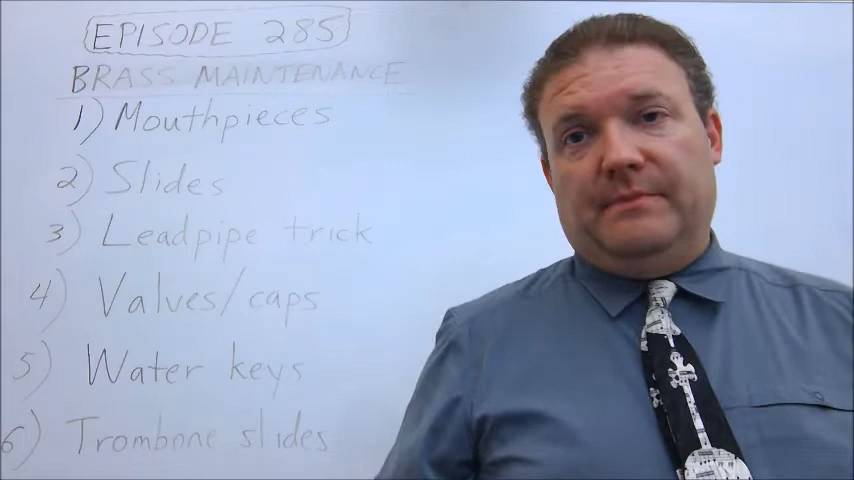 EPISODE 285
BRASS MAINTENANCE
1) Mouthpieces
2) Slides
3) Leadpipe trick
4) Valves/caps
5) Water keys
6) Trombone slides